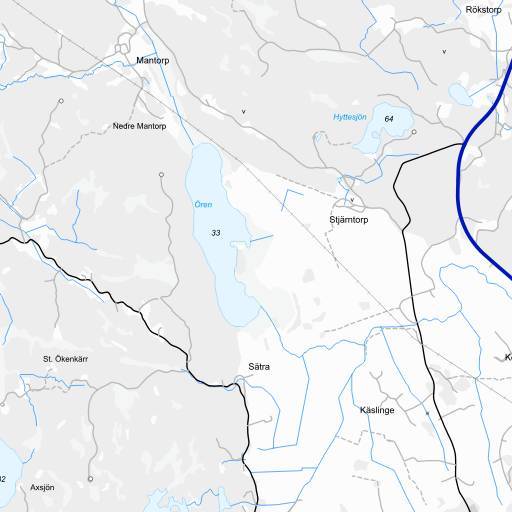 Rökstorp
Mantorp
Hyttesjön
64
Nedre Mantorp
Ören
Stjärntorp
33
St. Ökenkärr
Sätra
Käslinge
Axsjön